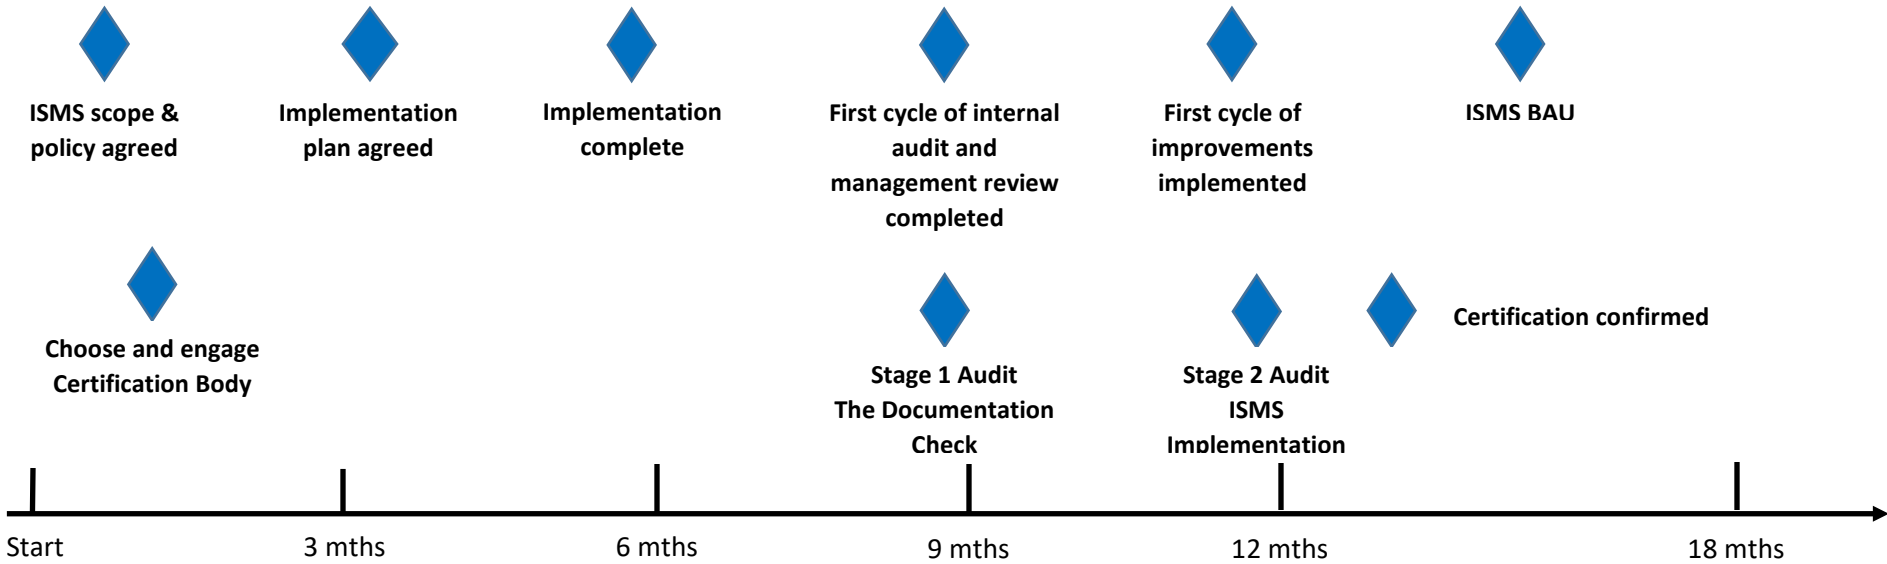 ISMS scope &
policy agreed
Implementation
plan agreed
Implementation
complete
First cycle of internal
audit and
management review
completed
First cycle of
improvements
implemented
ISMS BAU
Choose and engage
Certification Body
Stage 1 Audit
The Documentation
Check
Stage 2 Audit
ISMS
Implementation
Certification confirmed
Start
3 mths
6 mths
9 mths
12 mths
18 mths